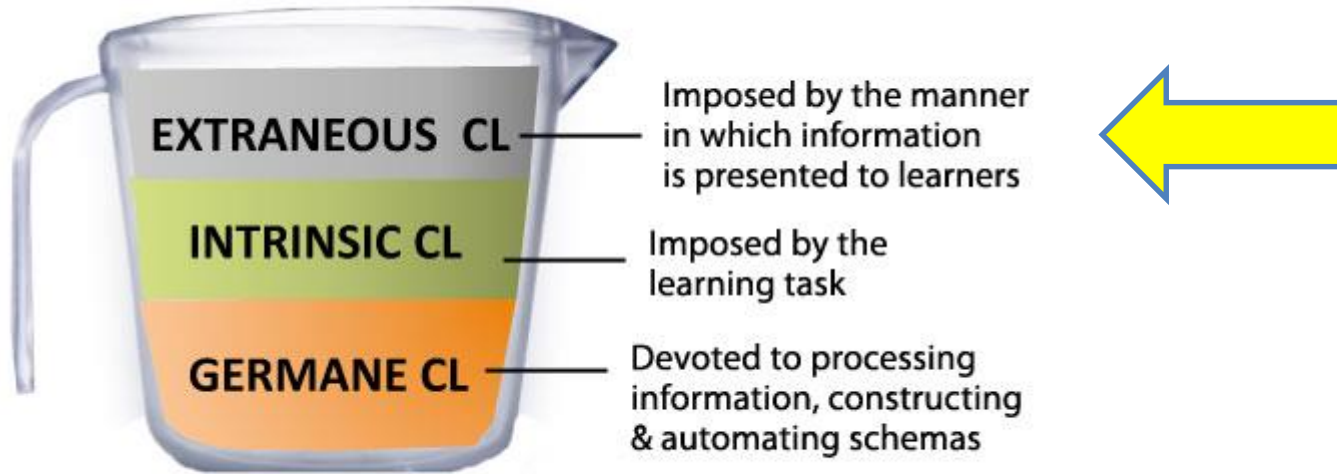 EXTRANEOUS CL
Imposed by the manner
in which information
is presented to learners
INTRINSIC CL
Imposed by the
learning task
GERMANE CL
Devoted to processing
information, constructing
& automating schemas